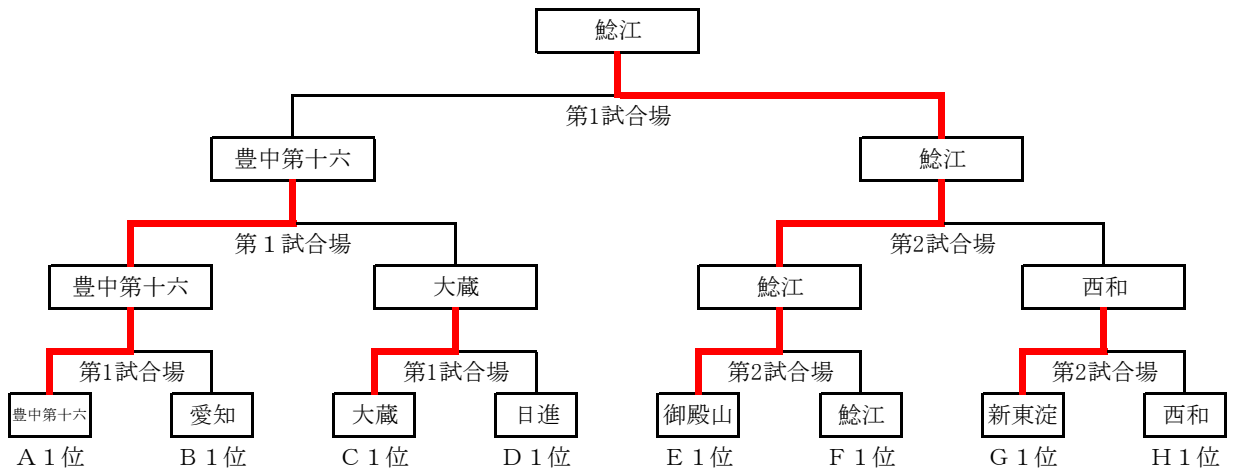 鯰江
第1試合場
豊中第十六
鯰江
第１試合場
第2試合場
豊中第十六
大蔵
鯰江
西和
第1試合場
第1試合場
第2試合場
第2試合場
豊中第十六
愛知
大蔵
日進
御殿山
鯰江
新東淀
西和
Ａ１位
Ｂ１位
Ｃ１位
Ｄ１位
Ｅ１位
Ｆ１位
Ｇ１位
Ｈ１位